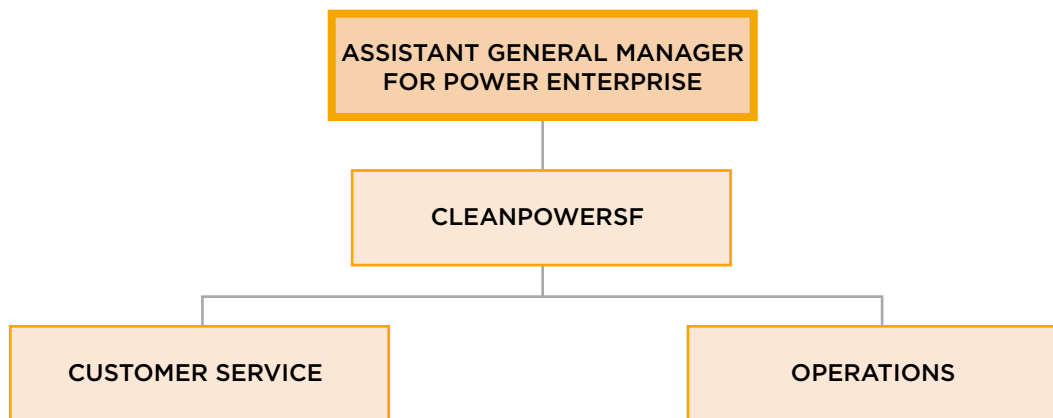 ASSISTANT GENERAL MANAGER
FOR POWER ENTERPRISE
CLEANPOWERSF
CUSTOMER SERVICE
OPERATIONS